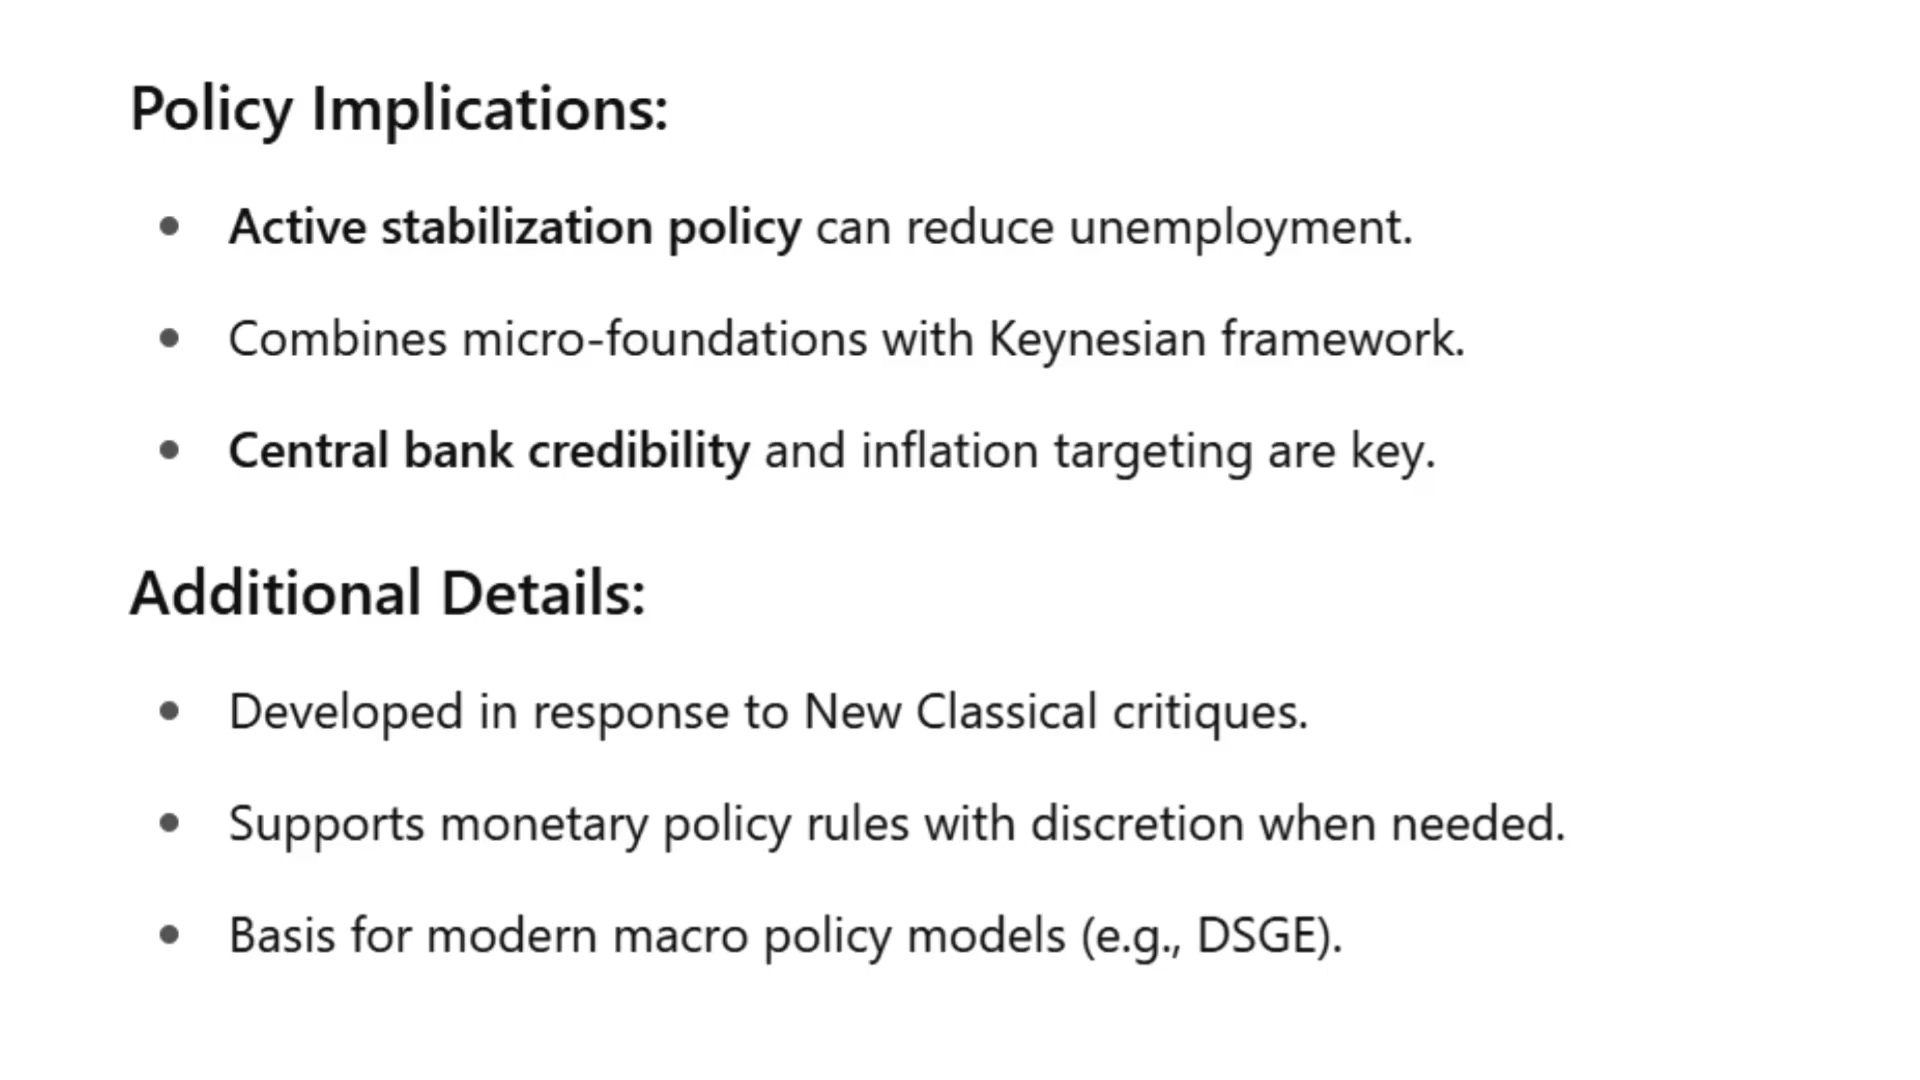 Policy Implications:
Active stabilization policy can reduce unemployment.
Combines micro-foundations with Keynesian framework.
Central bank credibility and inflation targeting are key.
Additional Details:
Developed in response to New Classical critiques.
Supports monetary policy rules with discretion when needed.
Basis for modern macro policy models (e.g., DSGE).